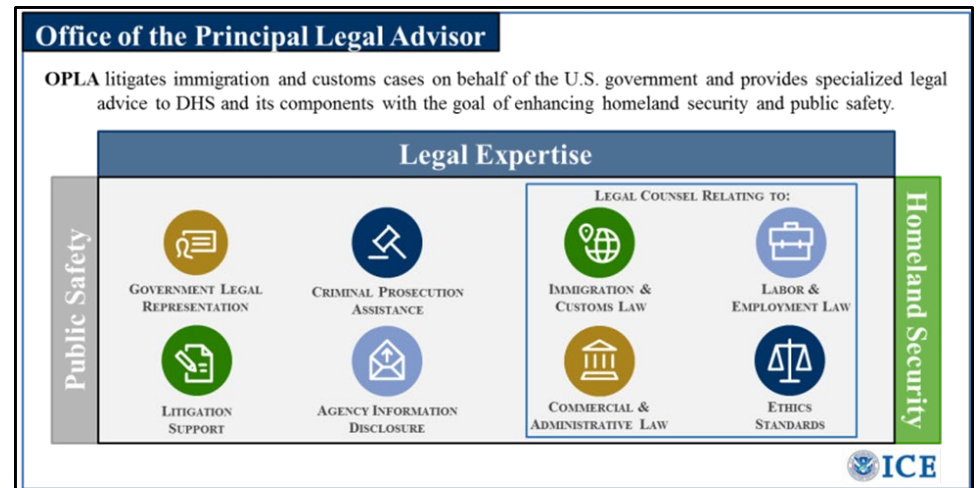 Office of the Principal Legal Advisor
OPLA litigates immigration and customs cases on behalf of the U.S. government and provides specialized legal
advice to DHS and its components with the goal of enhancing homeland security and public safety.
Legal Expertise
Public Safety
GOVERNMENT LEGAL
REPRESENTATION
CRIMINAL PROSECUTION
ASSISTANCE
LITIGATION
SUPPORT
AGENCY INFORMATION
DISCLOSURE
LEGAL COUNSEL RELATING TO:
IMMIGRATION &
CUSTOMS LAW
LABOR &
EMPLOYMENT LAW
COMMERCIAL &
ADMINISTRATIVE LAW
ETHICS
STANDARDS
Homeland Security
ICE